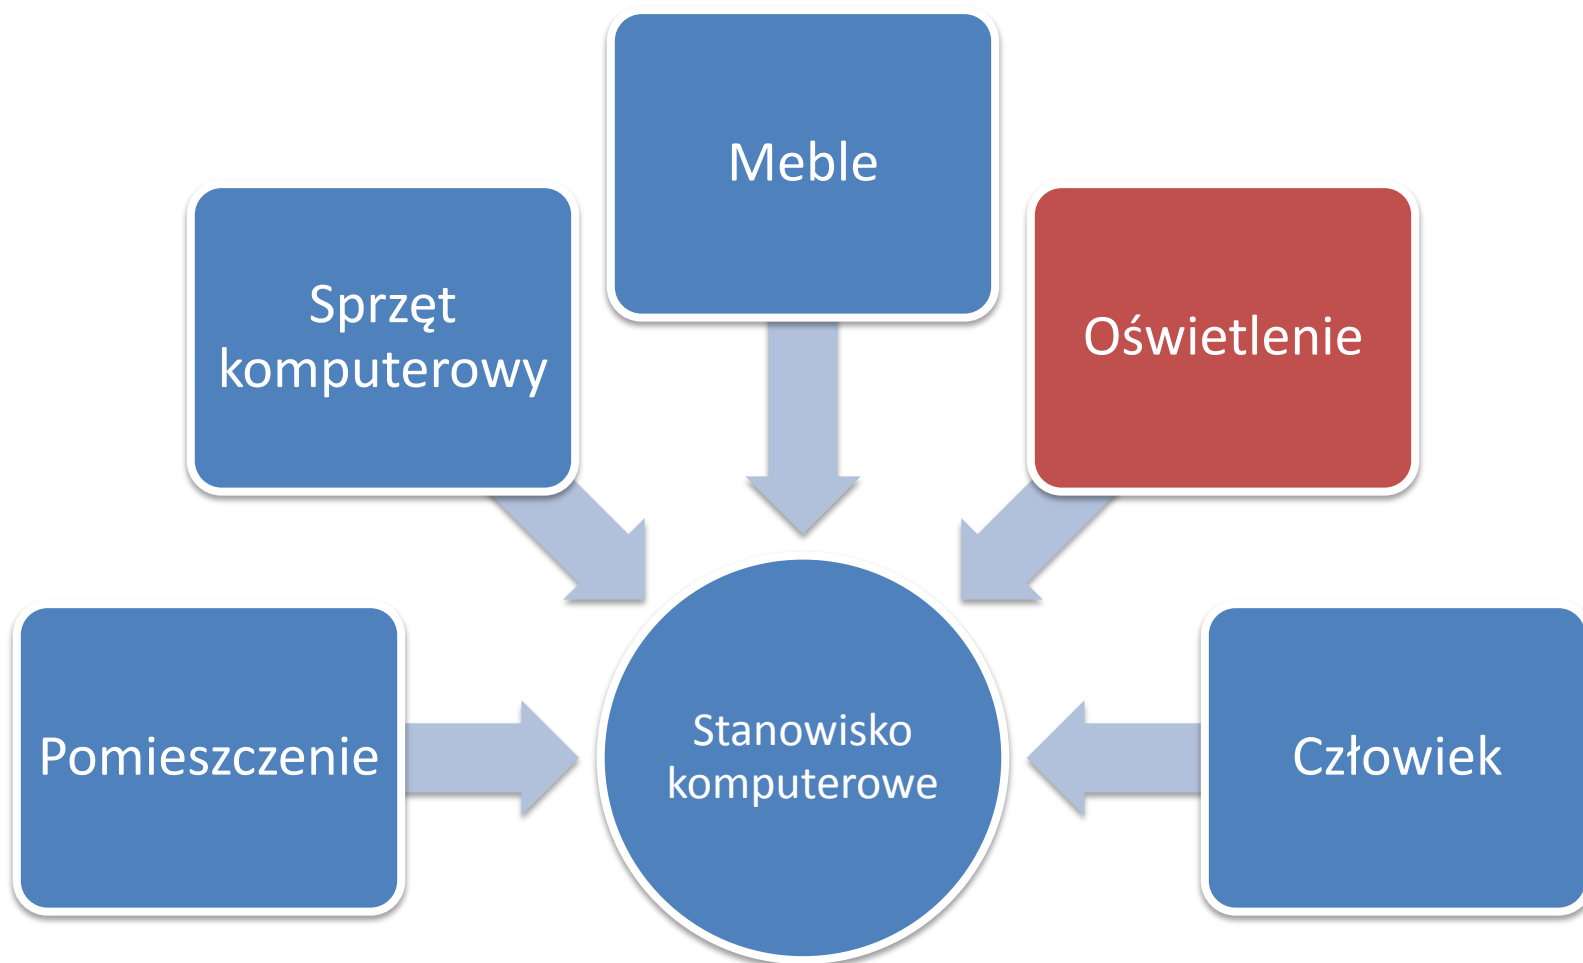 Meble
Sprzęt
komputerowy
Oświetlenie
Pomieszczenie
Stanowisko
komputerowe
Człowiek